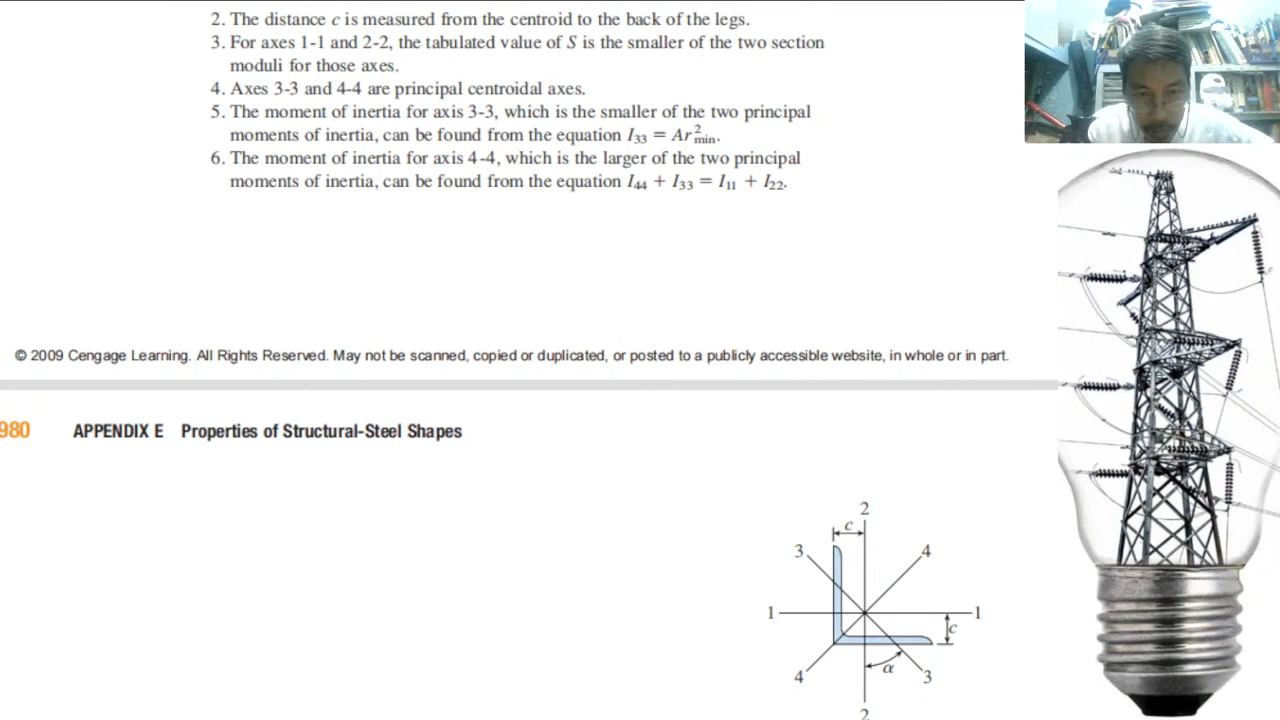 2. The distance c is measured from the centroid to the back of the legs.
3. For axes 1-1 and 2-2, the tabulated value of S is the smaller of the two section
moduli for those axes.
4. Axes 3-3 and 4-4 are principal centroidal axes.
5. The moment of inertia for axis 3-3, which is the smaller of the two principal
moments of inertia, can be found from the equation I₃₃ = Ar²min.
6. The moment of inertia for axis 4-4, which is the larger of the two principal
moments of inertia, can be found from the equation I₄₄ + I₃₃ = I₁₁ + I₂₂.
© 2009 Cengage Learning. All Rights Reserved. May not be scanned, copied or duplicated, or posted to a publicly accessible website, in whole or in part.
980 APPENDIX E Properties of Structural-Steel Shapes
2
c
3 4
1 1
c
α
4 3
2